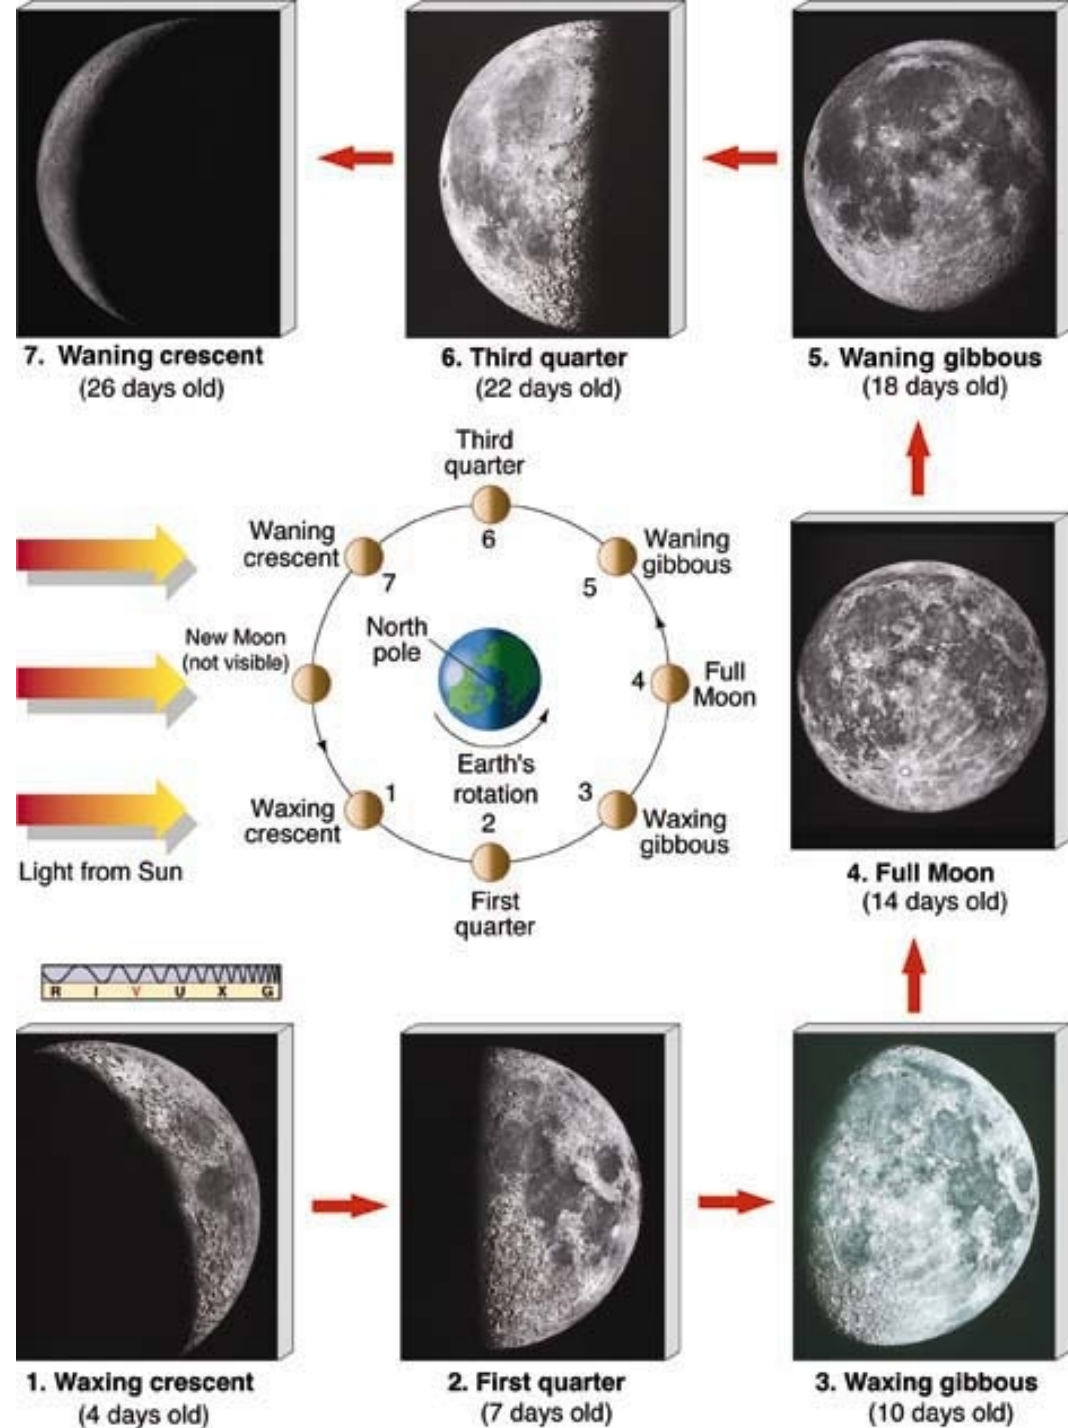 7. Waning crescent
(26 days old)
6. Third quarter
(22 days old)
5. Waning gibbous
(18 days old)
Third
quarter
6
Waning
crescent
7
Waning
gibbous
5
New Moon
(not visible)
North
pole
4
Full
Moon
Earth's
rotation
Waxing
crescent
1
2
3
Waxing
gibbous
First
quarter
Light from Sun
4. Full Moon
(14 days old)
R I V U X G
1. Waxing crescent
(4 days old)
2. First quarter
(7 days old)
3. Waxing gibbous
(10 days old)